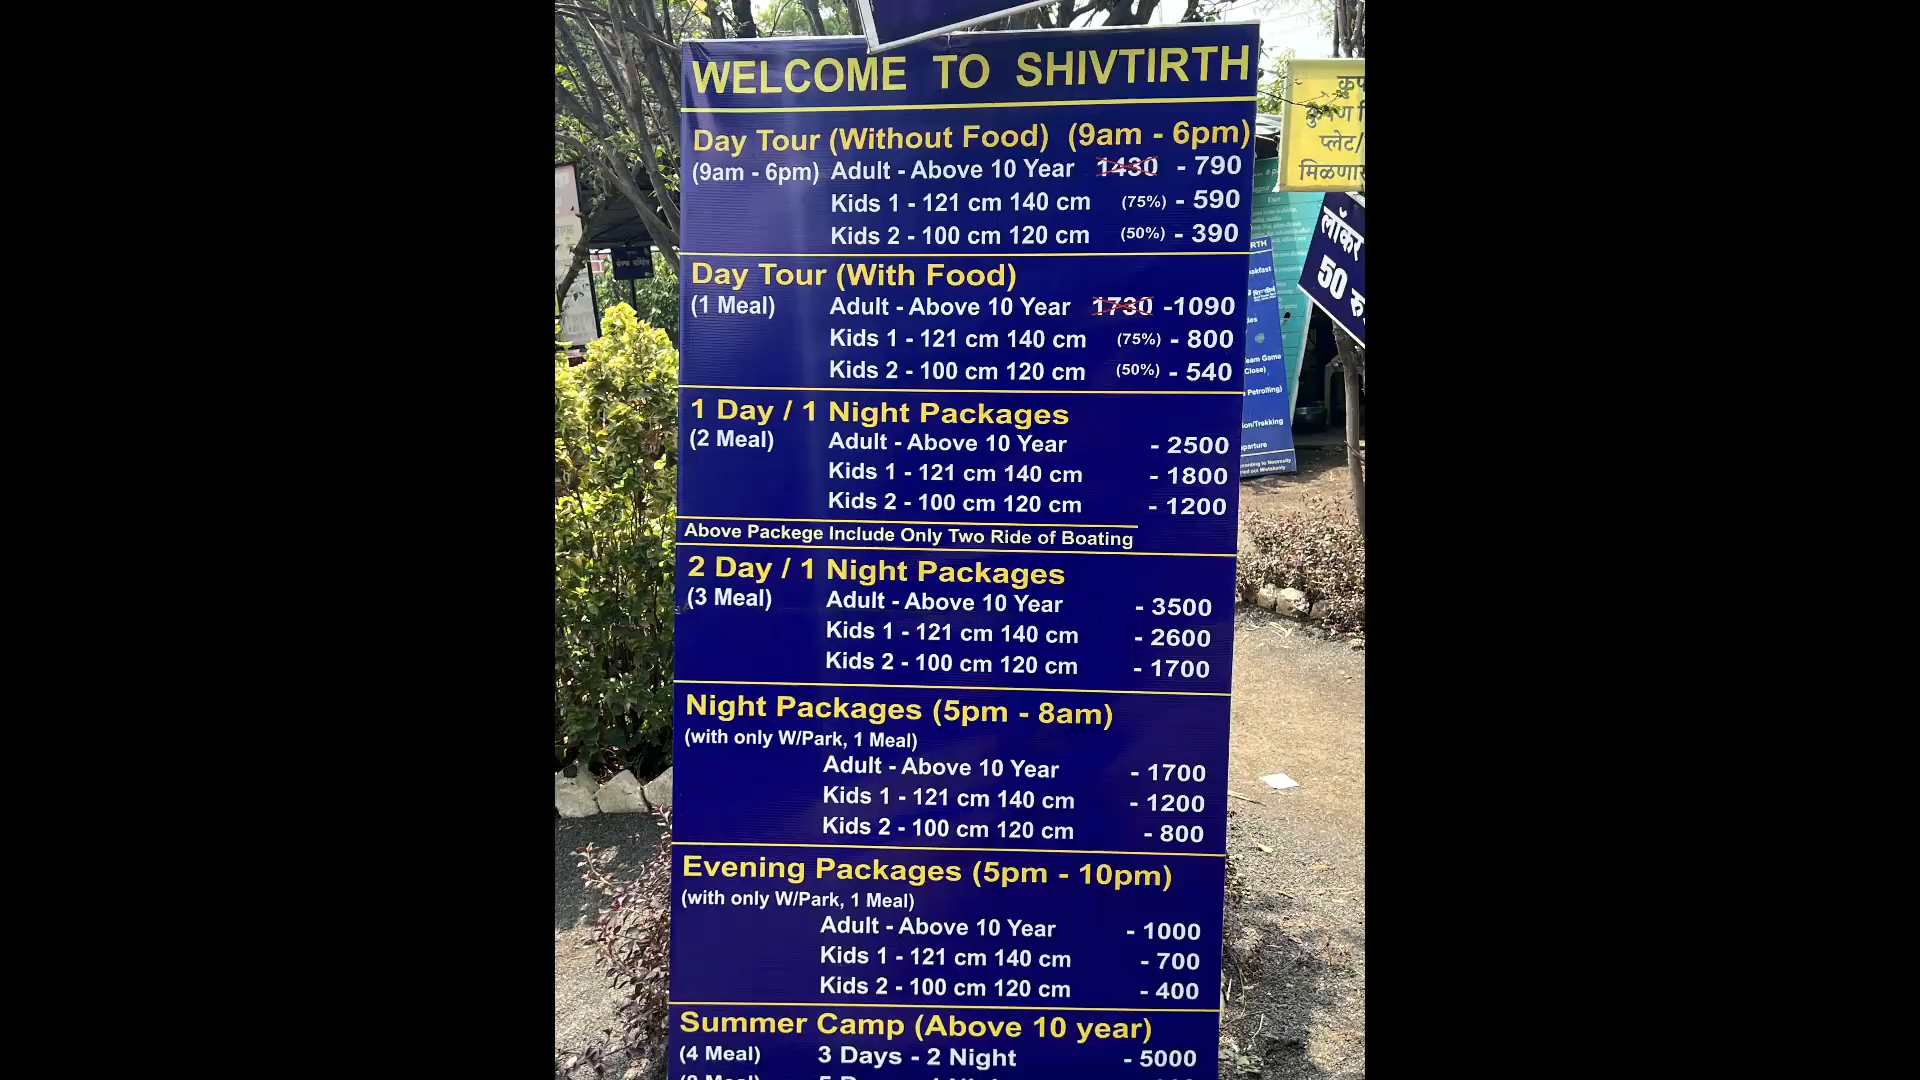 WELCOME TO SHIVTIRTH
Day Tour (Without Food) (9am - 6pm)
(9am - 6pm) Adult - Above 10 Year 1430 - 790
Kids 1 - 121 cm 140 cm (75%) - 590
Kids 2 - 100 cm 120 cm (50%) - 390
Day Tour (With Food)
(1 Meal) Adult - Above 10 Year 1730 -1090
Kids 1 - 121 cm 140 cm (75%) - 800
Kids 2 - 100 cm 120 cm (50%) - 540
1 Day / 1 Night Packages
(2 Meal) Adult - Above 10 Year - 2500
Kids 1 - 121 cm 140 cm - 1800
Kids 2 - 100 cm 120 cm - 1200
Above Packege Include Only Two Ride of Boating
2 Day / 1 Night Packages
(3 Meal) Adult - Above 10 Year - 3500
Kids 1 - 121 cm 140 cm - 2600
Kids 2 - 100 cm 120 cm - 1700
Night Packages (5pm - 8am)
(with only W/Park, 1 Meal)
Adult - Above 10 Year - 1700
Kids 1 - 121 cm 140 cm - 1200
Kids 2 - 100 cm 120 cm - 800
Evening Packages (5pm - 10pm)
(with only W/Park, 1 Meal)
Adult - Above 10 Year - 1000
Kids 1 - 121 cm 140 cm - 700
Kids 2 - 100 cm 120 cm - 400
Summer Camp (Above 10 year)
(4 Meal) 3 Days - 2 Night - 5000
प्लेट/
लॉकर
50 रु
Team Game
Petrolling)
Trekking